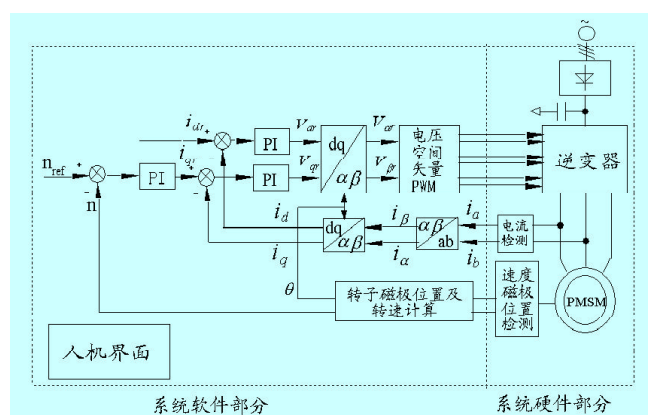 ~
i_dr
+
PI
V_αr
dq
αβ
V_αr
V_βr
电压
空间
矢量
PWM
逆变器
n_ref
+
-
n
PI
i_qr
+
-
PI
V_qr
i_d
i_q
θ
dq
αβ
i_β
i_α
αβ
ab
i_a
i_b
电流
检测
转子磁极位置及
转速计算
速度
磁极
位置
检测
PMSM
人机界面
系统软件部分
系统硬件部分